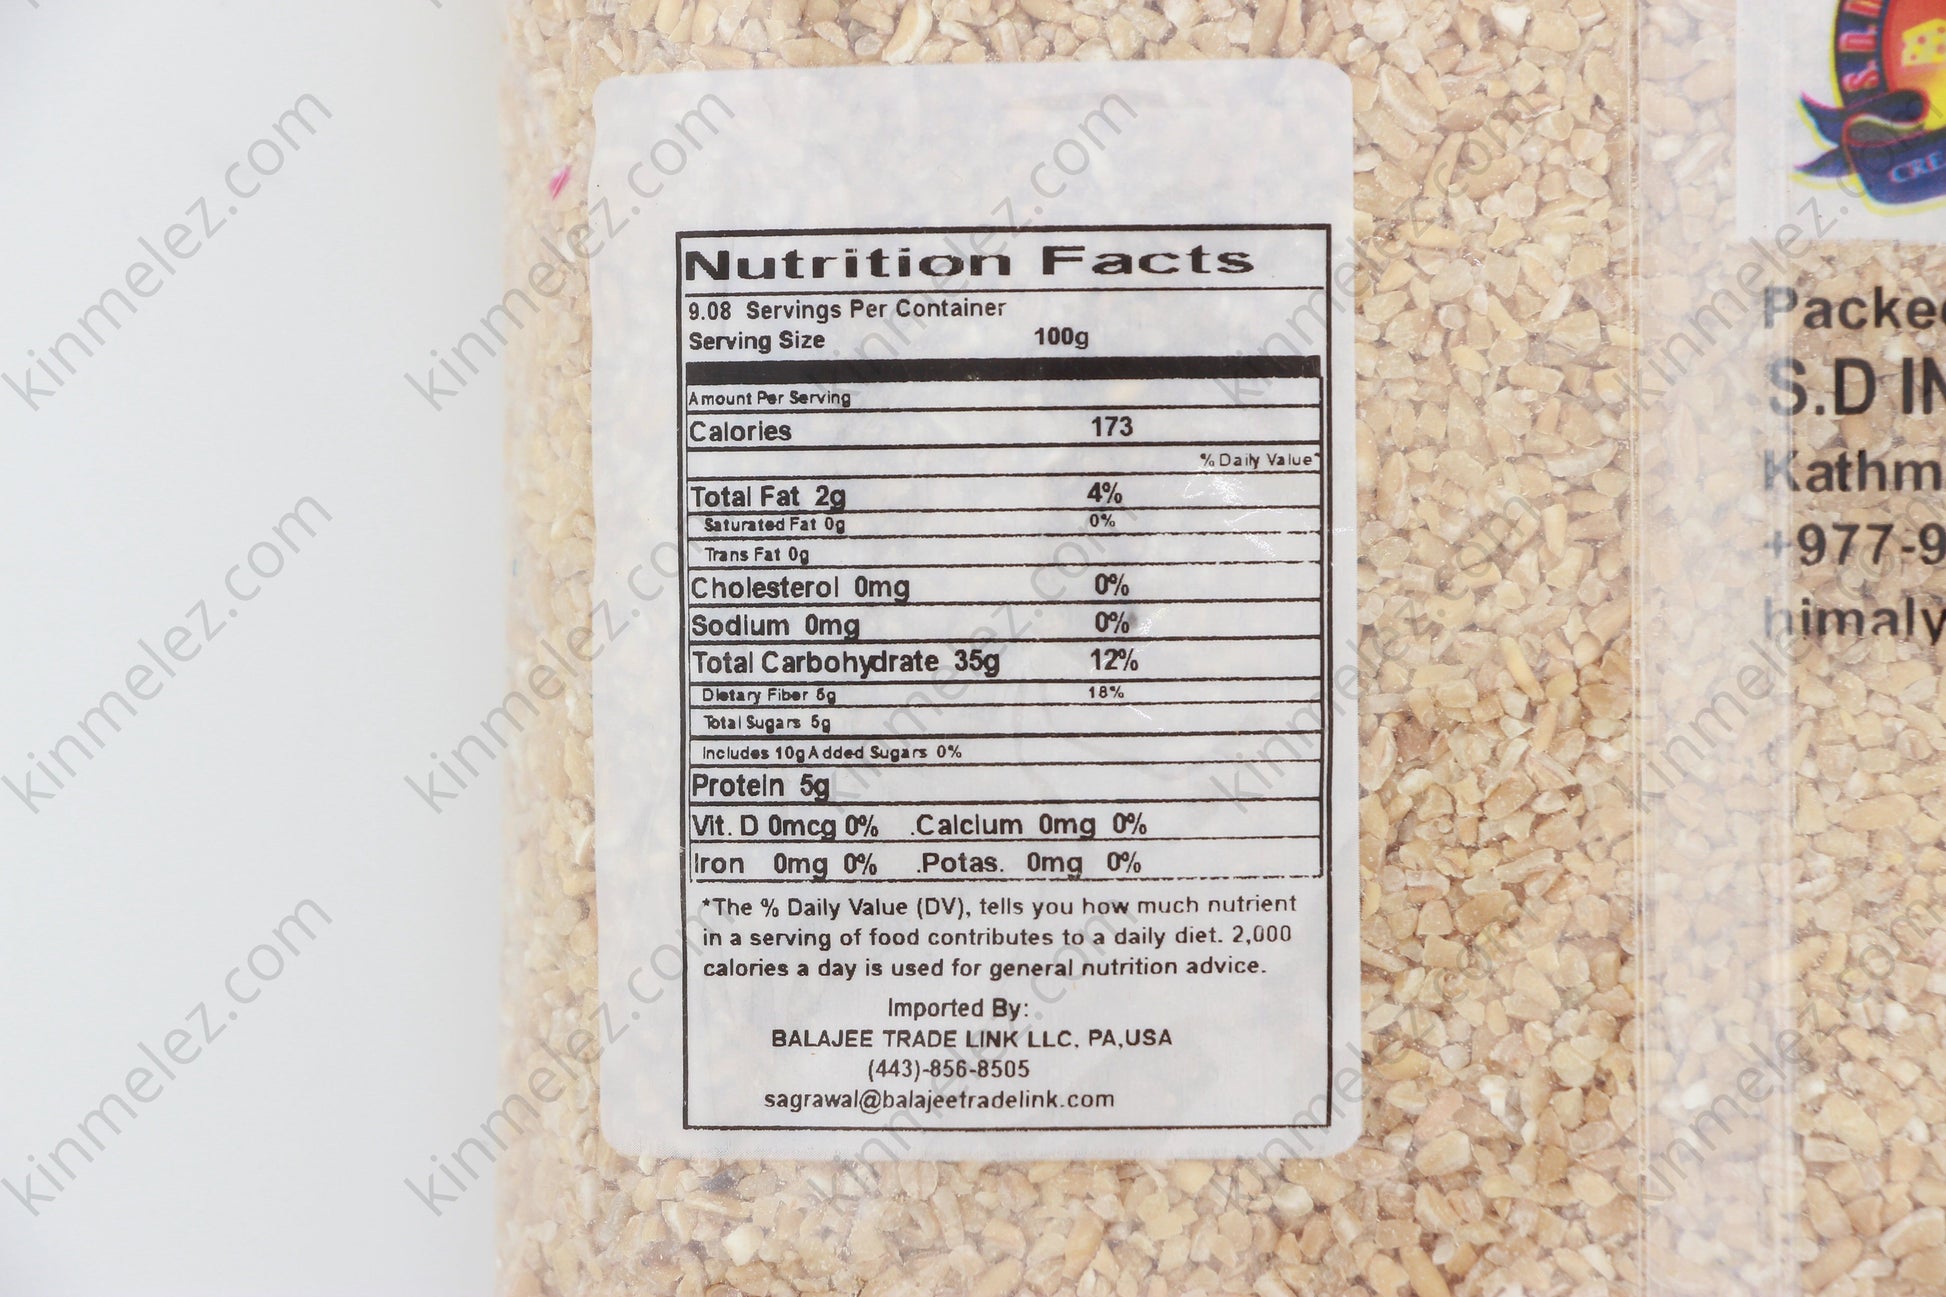 Nutrition Facts
9.08 Servings Per Container
Serving Size 100g
Amount Per Serving
Calories 173
% Daily Value*
Total Fat 2g 4%
Saturated Fat 0g 0%
Trans Fat 0g
Cholesterol 0mg 0%
Sodium 0mg 0%
Total Carbohydrate 35g 12%
Dietary Fiber 6g 18%
Total Sugars 5g
Includes 10g Added Sugars 0%
Protein 5g
Vit. D 0mcg 0% .Calcium 0mg 0%
Iron 0mg 0% .Potas. 0mg 0%
*The % Daily Value (DV), tells you how much nutrient
in a serving of food contributes to a daily diet. 2,000
calories a day is used for general nutrition advice.
Imported By:
BALAJEE TRADE LINK LLC, PA,USA
(443)-856-8505
sagrawal@balajeetradelink.com
S.D
Packe
S.D IN
Kathm
+977-9
himaly
kinmelez.com